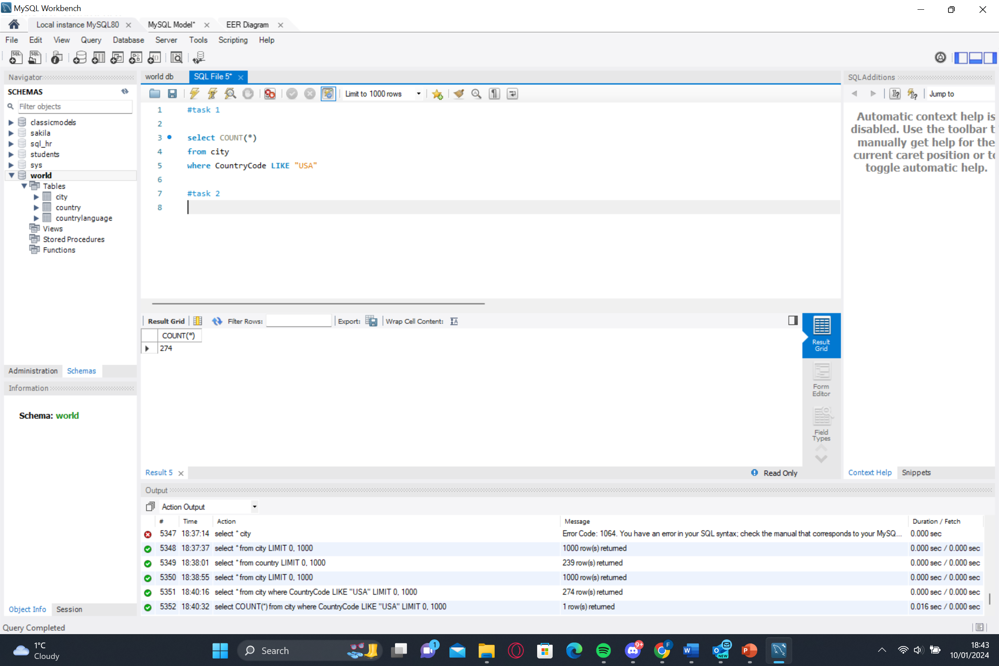 MySQL Workbench
Local instance MySQL80
MySQL Model*
EER Diagram
File Edit View Query Database Server Tools Scripting Help
Navigator
SCHEMAS
Filter objects
classicmodels
sakila
sql_hr
students
sys
world
Tables
city
country
countrylanguage
Views
Stored Procedures
Functions
Administration Schemas
Information
Schema: world
Object Info Session
Query Completed
world db
SQL File 5*
Limit to 1000 rows
1 #task 1
2
3 select COUNT(*)
4 from city
5 where CountryCode LIKE "USA"
6
7 #task 2
8
Result Grid Filter Rows: Export: Wrap Cell Content:
COUNT(*)
274
Result
Grid
Form
Editor
Field
Types
Result 5
Read Only
SQLAdditions
Jump to
Automatic context help is
disabled. Use the toolbar t
manually get help for the
current caret position or to
toggle automatic help.
Context Help Snippets
Output
Action Output
# Time Action Message Duration / Fetch
5347 18:37:14 select * city Error Code: 1064. You have an error in your SQL syntax; check the manual that corresponds to your MySQ... 0.000 sec
5348 18:37:37 select * from city LIMIT 0, 1000 1000 row(s) returned 0.000 sec / 0.000 sec
5349 18:38:01 select * from country LIMIT 0, 1000 239 row(s) returned 0.000 sec / 0.000 sec
5350 18:38:55 select * from city LIMIT 0, 1000 1000 row(s) returned 0.000 sec / 0.000 sec
5351 18:40:16 select * from city where CountryCode LIKE "USA" LIMIT 0, 1000 274 row(s) returned 0.000 sec / 0.000 sec
5352 18:40:32 select COUNT(*) from city where CountryCode LIKE "USA" LIMIT 0, 1000 1 row(s) returned 0.016 sec / 0.000 sec
1°C
Cloudy
Search
1
9+
F
W
O
NEW
P
18:43
10/01/2024